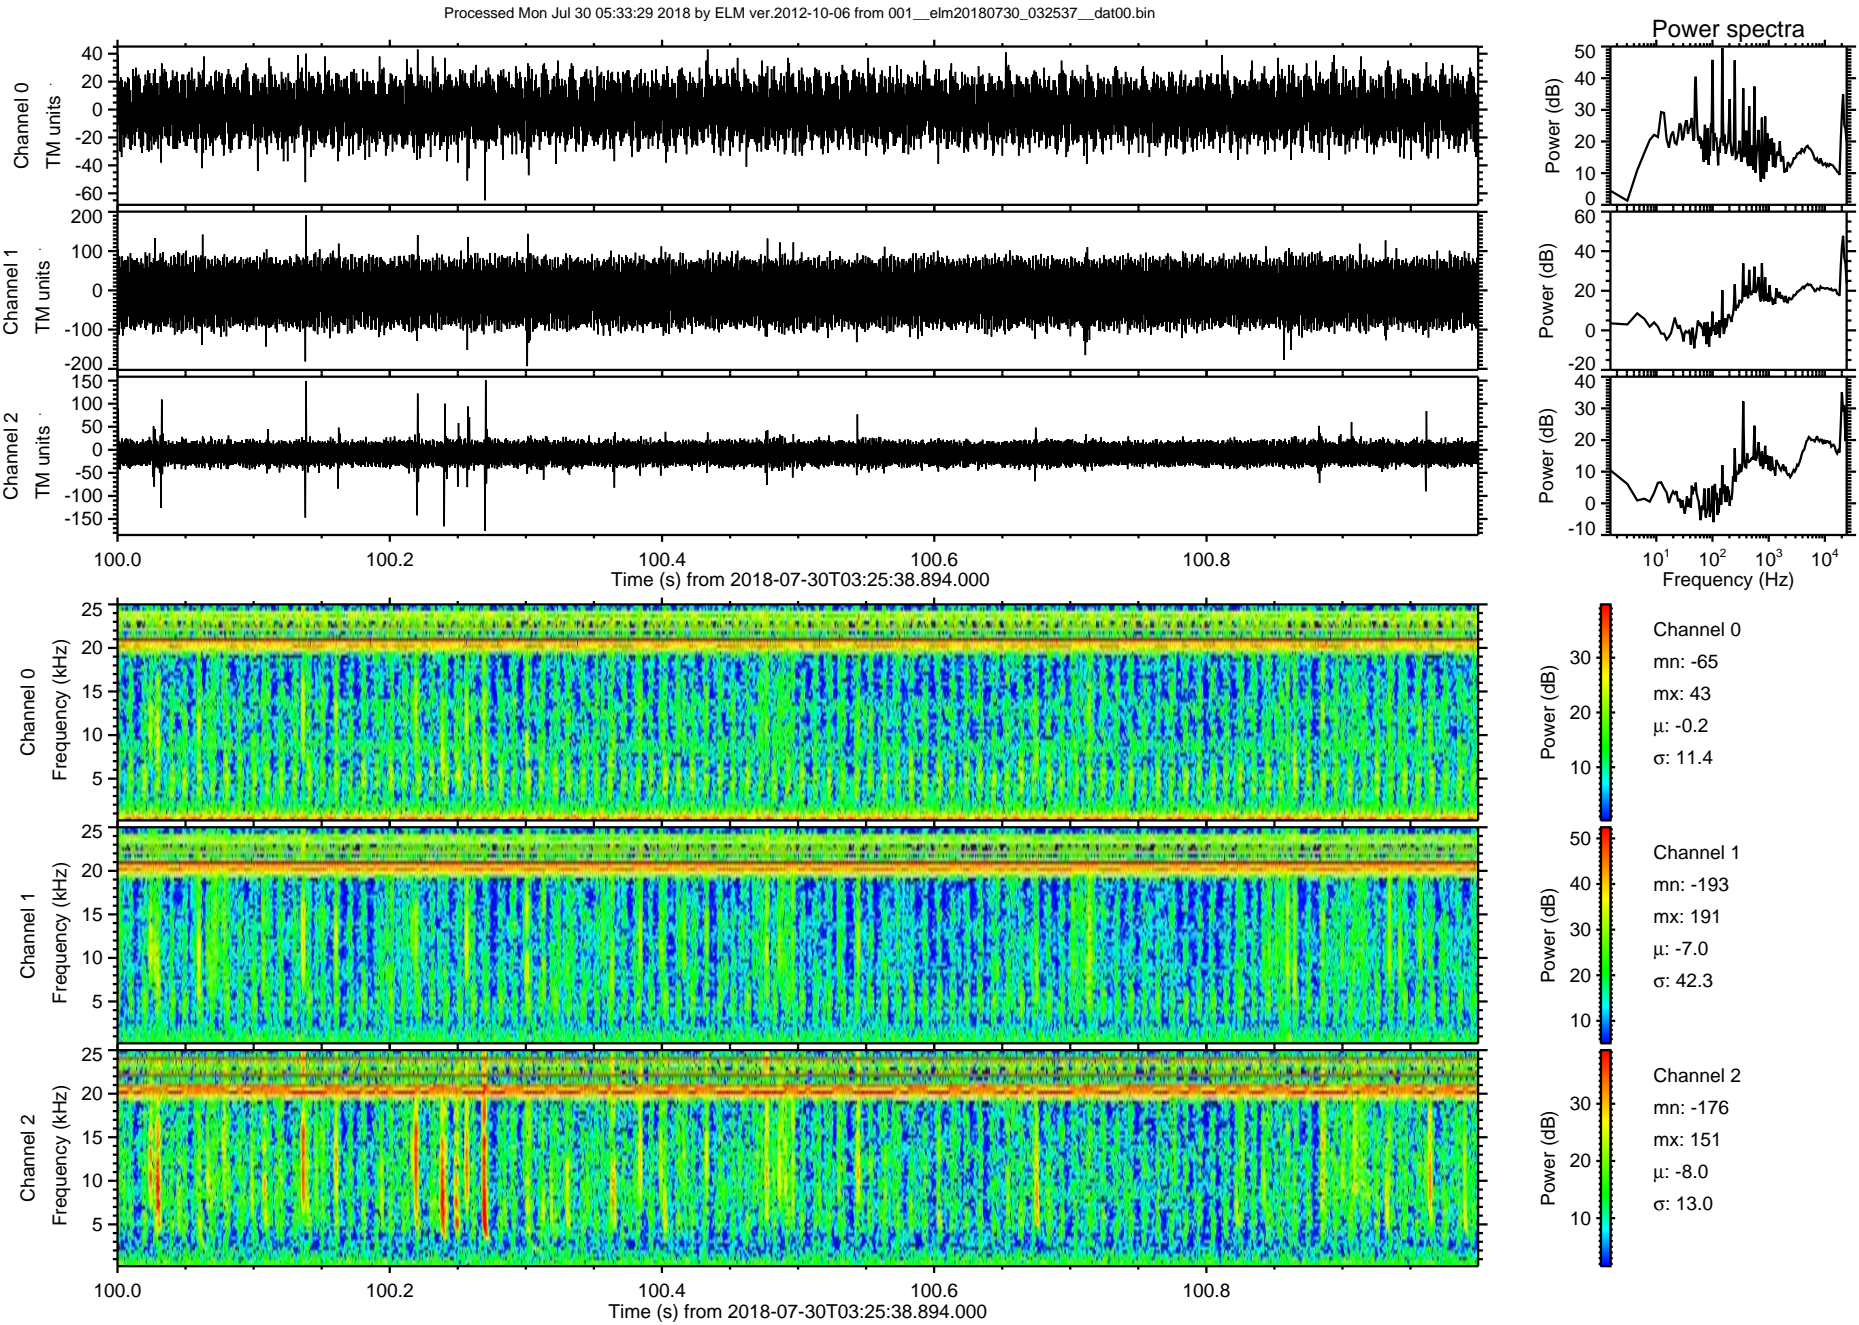 Processed Mon Jul 30 05:33:29 2018 by ELM ver.2012-10-06 from 001__elm20180730_032537__dat00.bin
Power spectra
Channel 0
TM units
40
20
0
-20
-40
-60
Power (dB)
50
40
30
20
10
0
Channel 1
TM units
200
100
0
-100
-200
Power (dB)
60
40
20
0
-20
Channel 2
TM units
150
100
50
0
-50
-100
-150
Power (dB)
40
30
20
10
0
-10
100.0 100.2 100.4 100.6 100.8
Time (s) from 2018-07-30T03:25:38.894.000
10^1 10^2 10^3 10^4
Frequency (Hz)
Channel 0
Frequency (kHz)
25
20
15
10
5
Power (dB)
30
20
10
Channel 0
mn: -65
mx: 43
μ: -0.2
σ: 11.4
Channel 1
Frequency (kHz)
25
20
15
10
5
Power (dB)
50
40
30
20
10
Channel 1
mn: -193
mx: 191
μ: -7.0
σ: 42.3
Channel 2
Frequency (kHz)
25
20
15
10
5
Power (dB)
30
20
10
Channel 2
mn: -176
mx: 151
μ: -8.0
σ: 13.0
100.0 100.2 100.4 100.6 100.8
Time (s) from 2018-07-30T03:25:38.894.000